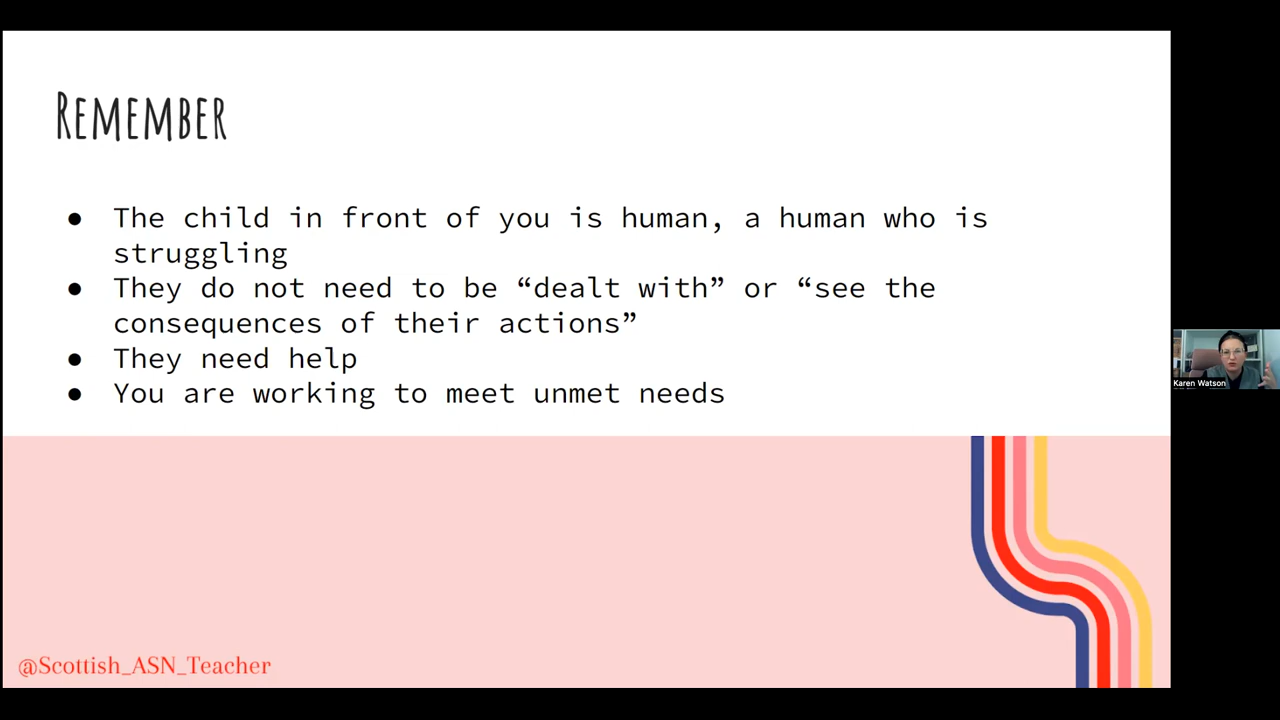 Remember
● The child in front of you is human, a human who is
struggling
● They do not need to be “dealt with” or “see the
consequences of their actions”
● They need help
● You are working to meet unmet needs
Karen Watson
@Scottish_ASN_Teacher